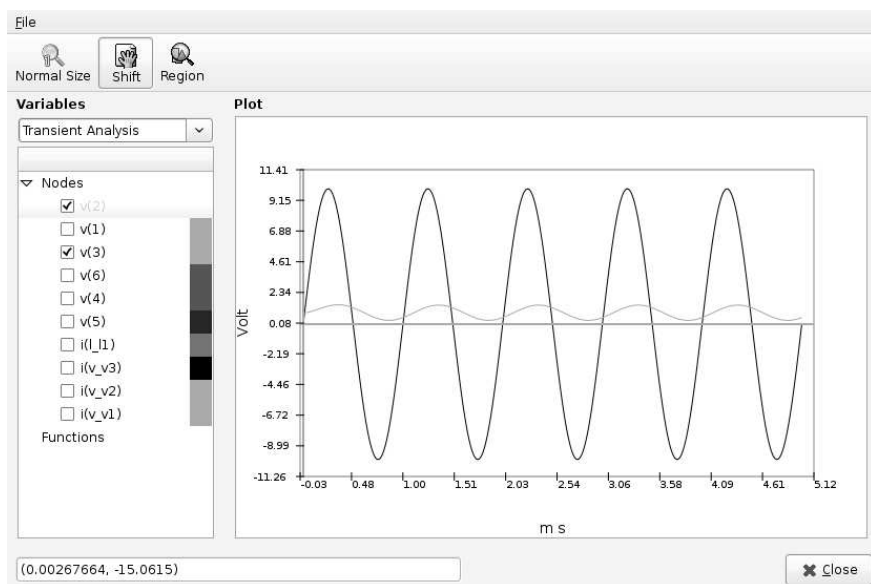 File
Normal Size
Shift
Region
Variables
Plot
Transient Analysis
Nodes
v(2)
v(1)
v(3)
v(6)
v(4)
v(5)
i(l_l1)
i(v_v3)
i(v_v2)
i(v_v1)
Functions
11.41
9.15
6.88
4.61
2.34
0.08
-2.19
-4.46
-6.72
-8.99
-11.26
Volt
-0.03 0.48 1.00 1.51 2.03 2.54 3.06 3.58 4.09 4.61 5.12
m s
(0.00267664, -15.0615)
Close